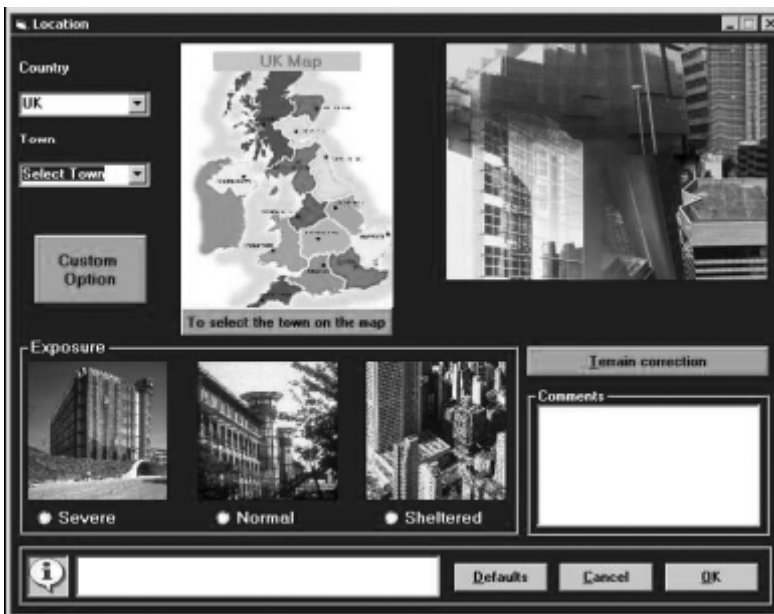 Location
Country
UK
Town
Select Town
Custom
Option
UK Map
To select the town on the map
Exposure
Severe
Normal
Sheltered
Terrain correction
Comments
i
Defaults
Cancel
OK